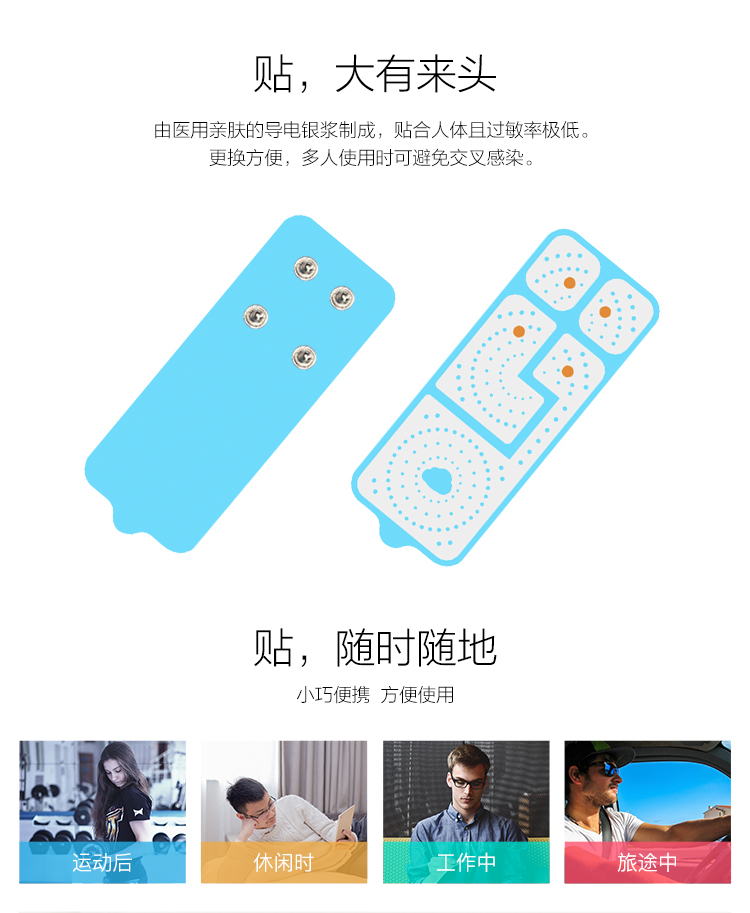 贴，大有来头
由医用亲肤的导电银浆制成，贴合人体且过敏率极低。
更换方便，多人使用时可避免交叉感染。
贴，随时随地
小巧便携 方便使用
运动后
休闲时
工作中
旅途中